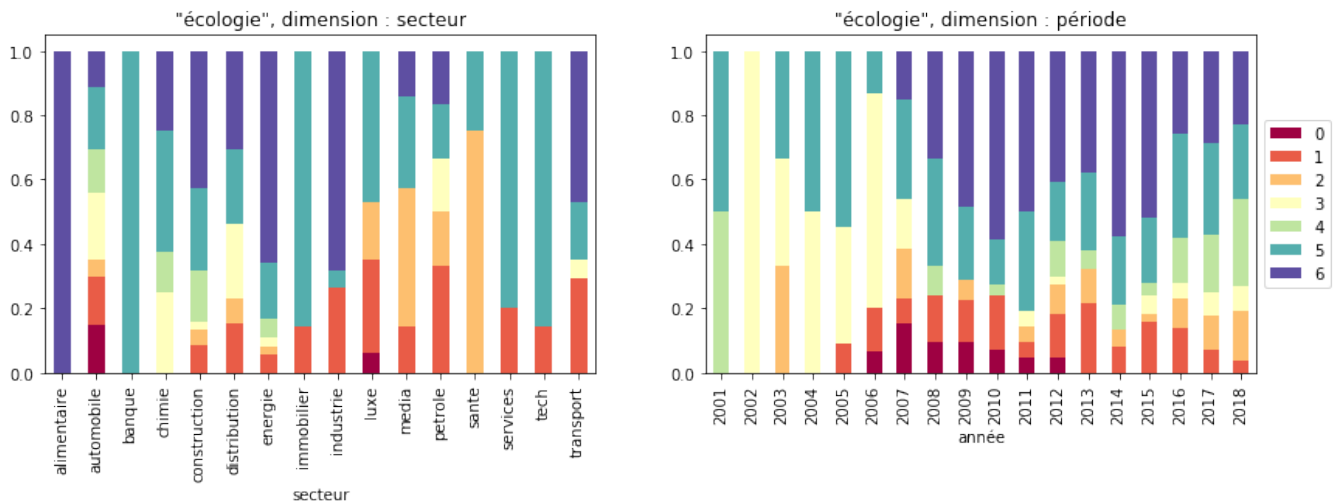 "écologie", dimension : secteur
1.0
0.8
0.6
0.4
0.2
0.0
alimentaire
automobile
banque
chimie
construction
distribution
energie
immobilier
industrie
luxe
media
petrole
sante
services
tech
transport
secteur
"écologie", dimension : période
1.0
0.8
0.6
0.4
0.2
0.0
2001
2002
2003
2004
2005
2006
2007
2008
2009
2010
2011
2012
2013
2014
2015
2016
2017
2018
année
0
1
2
3
4
5
6